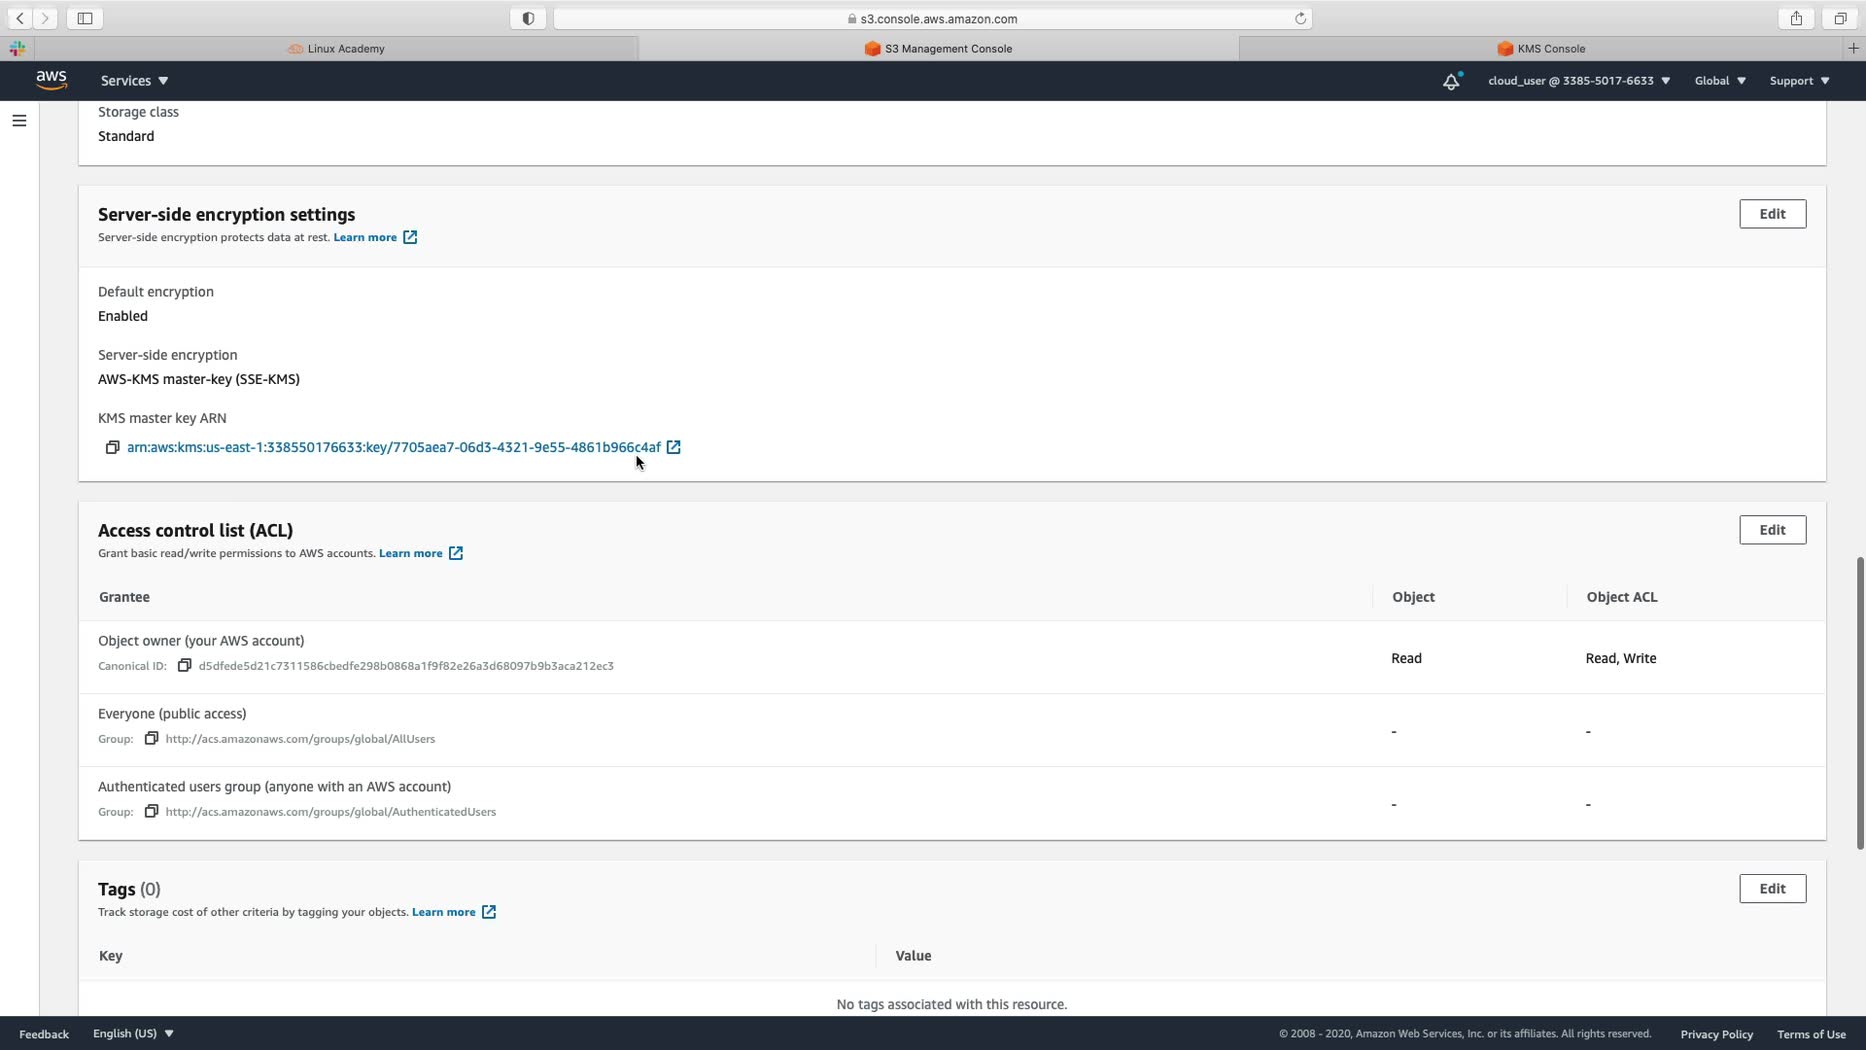 s3.console.aws.amazon.com
Linux Academy
S3 Management Console
KMS Console
aws
Services
cloud_user @ 3385-5017-6633
Global
Support
Storage class
Standard
Server-side encryption settings
Edit
Server-side encryption protects data at rest. Learn more
Default encryption
Enabled
Server-side encryption
AWS-KMS master-key (SSE-KMS)
KMS master key ARN
arn:aws:kms:us-east-1:338550176633:key/7705aea7-06d3-4321-9e55-4861b966c4af
Access control list (ACL)
Edit
Grant basic read/write permissions to AWS accounts. Learn more
Grantee
Object
Object ACL
Object owner (your AWS account)
Canonical ID: d5dfede5d21c7311586cbedfe298b0868a1f9f82e26a3d68097b9b3aca212ec3
Read
Read, Write
Everyone (public access)
Group: http://acs.amazonaws.com/groups/global/AllUsers
-
-
Authenticated users group (anyone with an AWS account)
Group: http://acs.amazonaws.com/groups/global/AuthenticatedUsers
-
-
Tags (0)
Edit
Track storage cost of other criteria by tagging your objects. Learn more
Key
Value
No tags associated with this resource.
Feedback
English (US)
© 2008 - 2020, Amazon Web Services, Inc. or its affiliates. All rights reserved.
Privacy Policy
Terms of Use